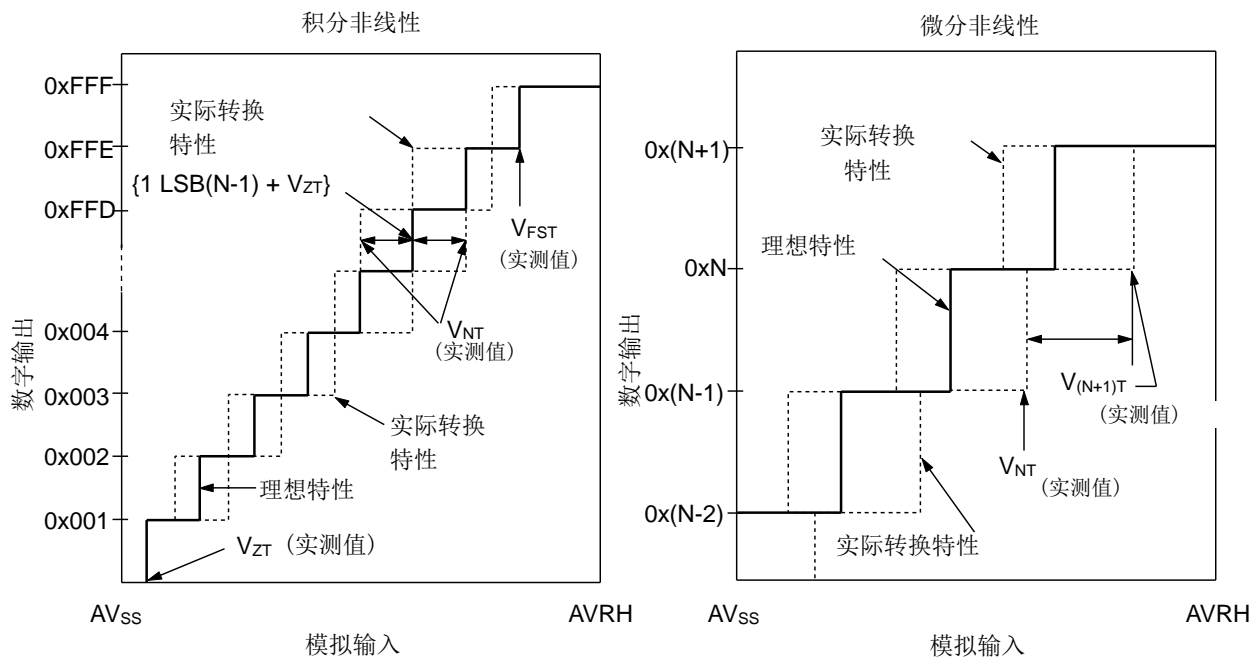 积分非线性
0xFFF
0xFFE
0xFFD
0x004
0x003
0x002
0x001
数字输出
实际转换
特性
{1 LSB(N-1) + VZT}
VFST
(实测值)
VNT
(实测值)
实际转换
特性
理想特性
VZT (实测值)
AVSS
AVRH
模拟输入
微分非线性
0x(N+1)
0xN
0x(N-1)
0x(N-2)
数字输出
实际转换
特性
理想特性
V(N+1)T
(实测值)
VNT
(实测值)
实际转换特性
AVSS
AVRH
模拟输入